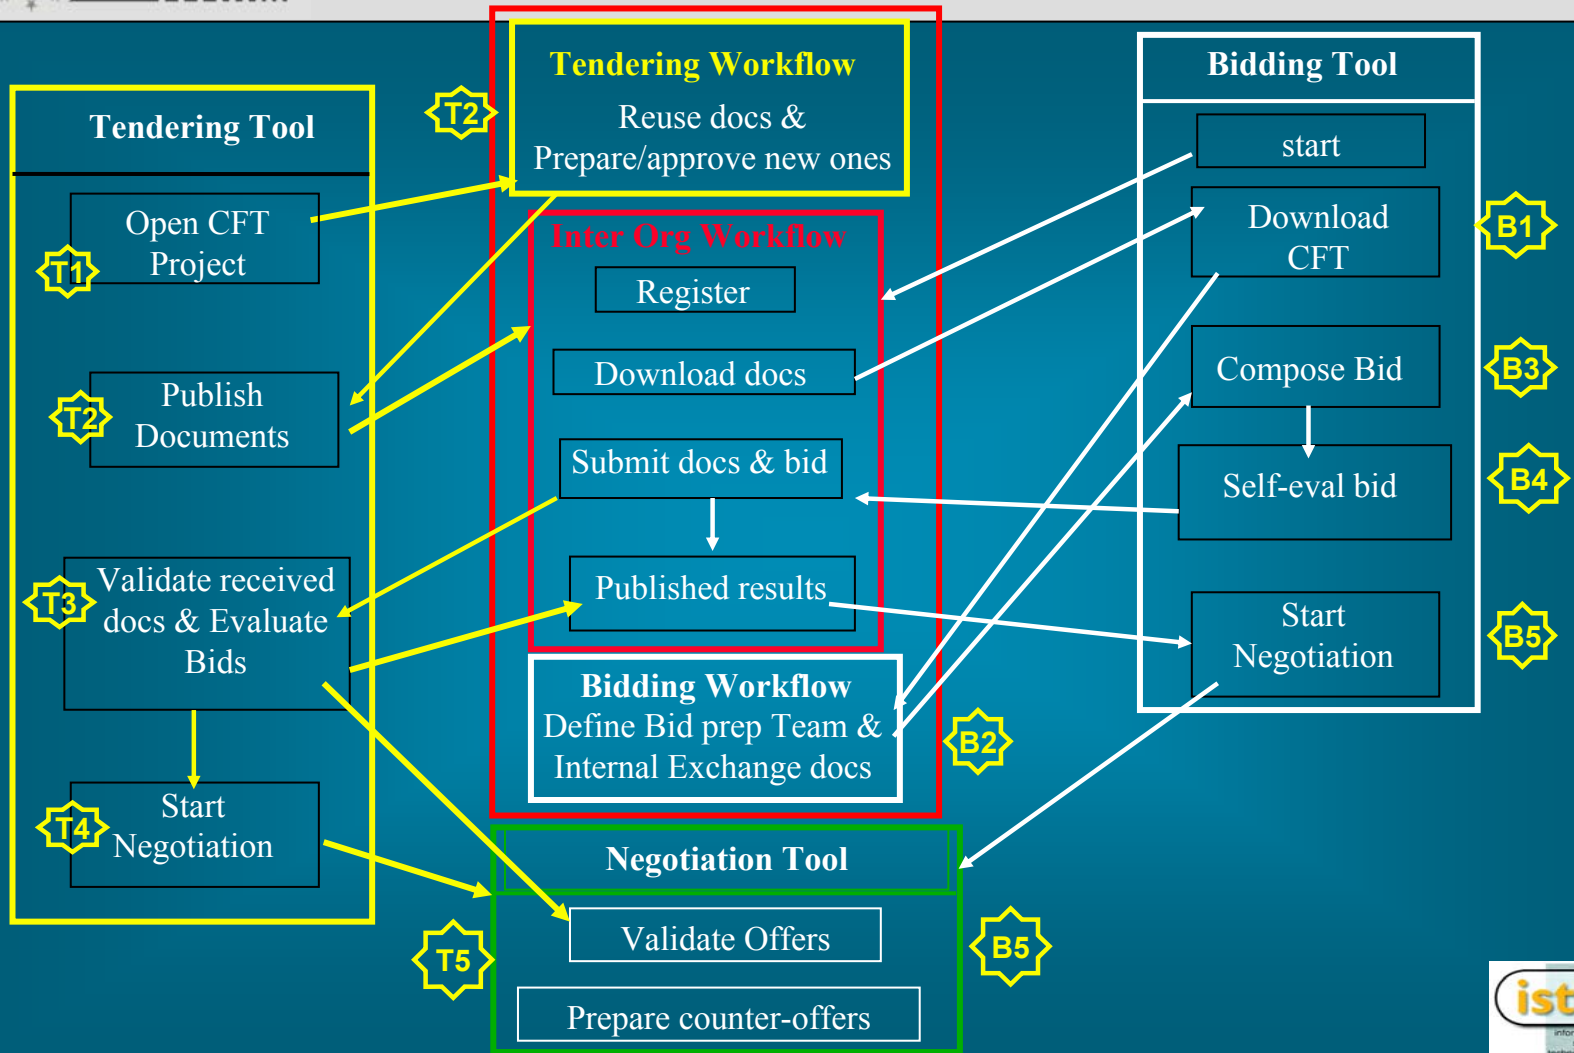 Tendering Tool
Open CFT
Project
T1
Publish
Documents
T2
Validate received
docs & Evaluate
Bids
T3
Start
Negotiation
T4
Tendering Workflow
Reuse docs &
Prepare/approve new ones
T2
Inter Org Workflow
Register
Download docs
Submit docs & bid
Published results
Bidding Workflow
Define Bid prep Team &
Internal Exchange docs
B2
Negotiation Tool
Validate Offers
Prepare counter-offers
T5
B5
Bidding Tool
start
Download
CFT
B1
Compose Bid
B3
Self-eval bid
B4
Start
Negotiation
B5
ist